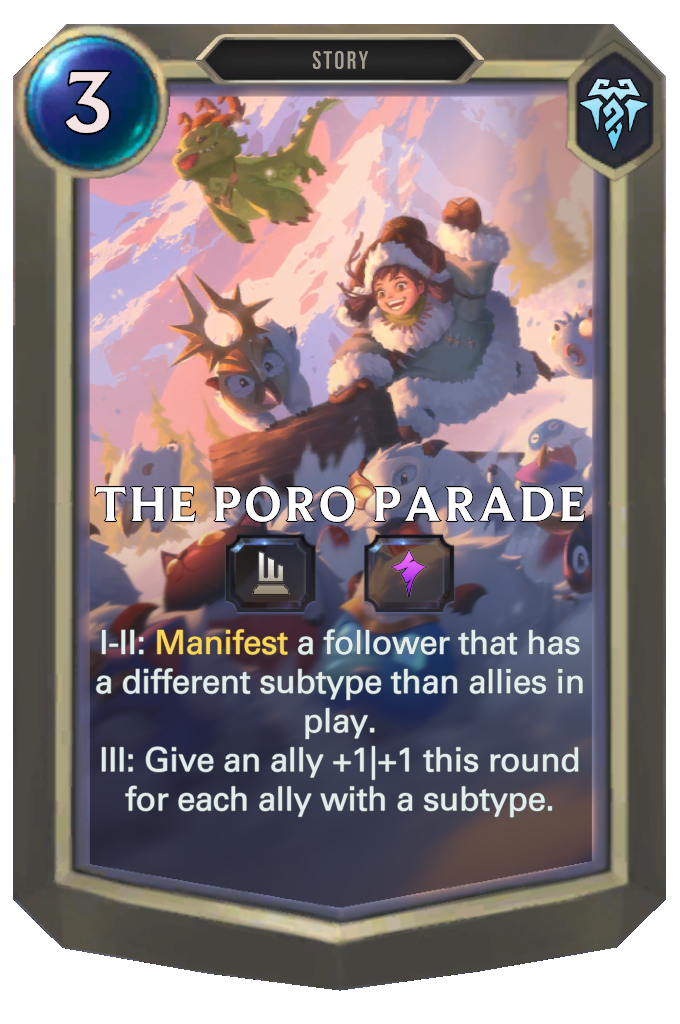 STORY
3
THE PORO PARADE
I-II: Manifest a follower that has
a different subtype than allies in
play.
III: Give an ally +1|+1 this round
for each ally with a subtype.